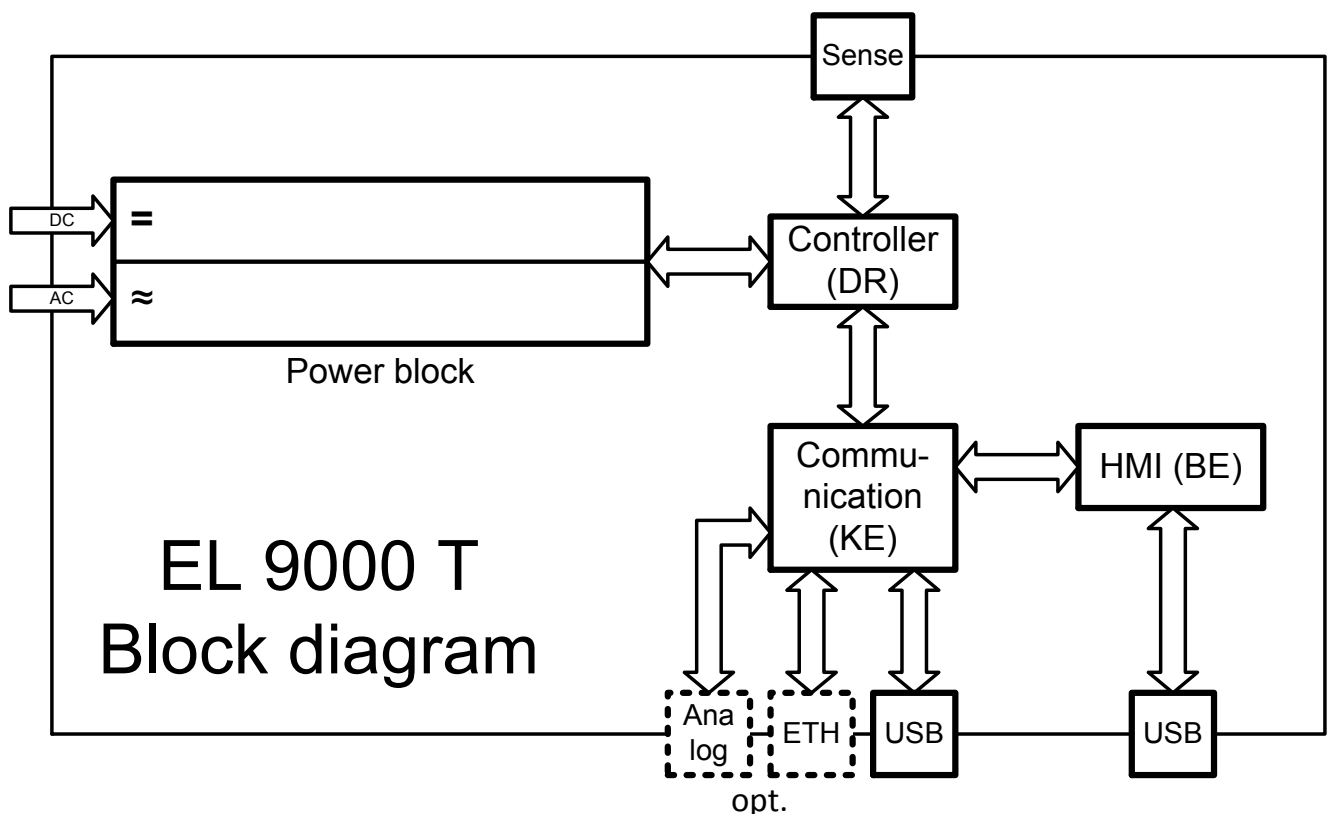 Sense
DC
=
Controller
(DR)
AC
≈
Power block
Commu-
nication
(KE)
HMI (BE)
EL 9000 T
Block diagram
Ana
log
ETH
USB
USB
opt.